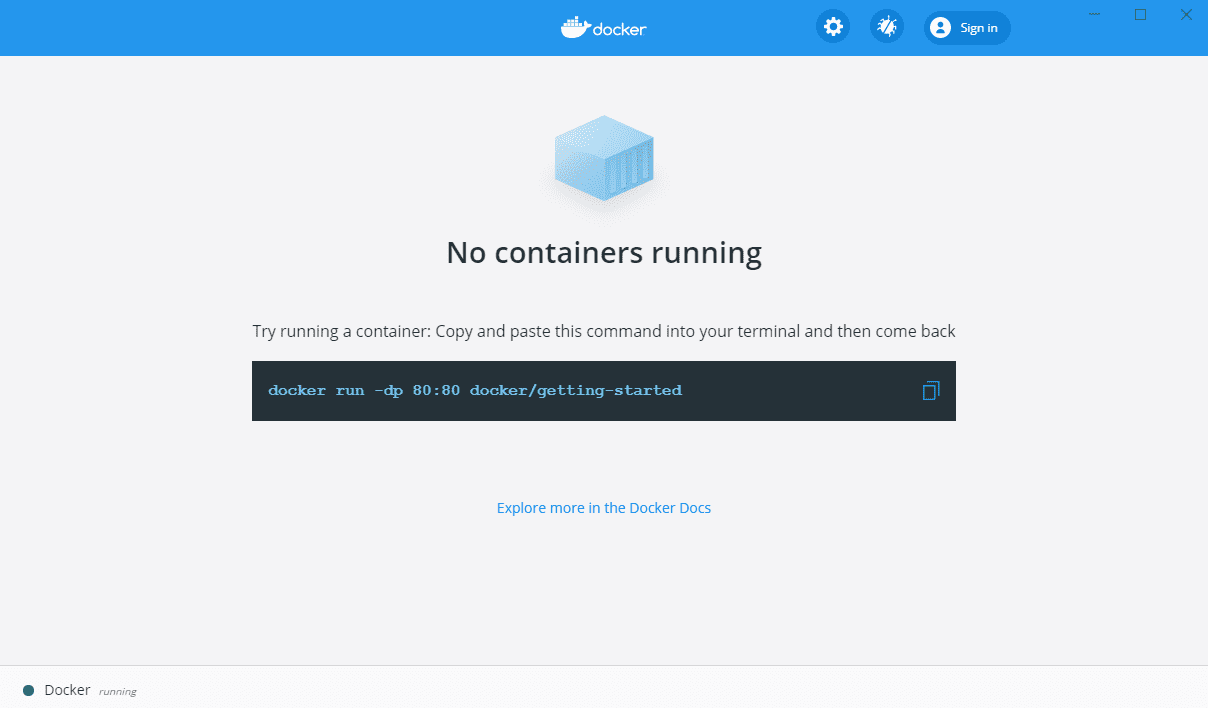 docker
Sign in
No containers running
Try running a container: Copy and paste this command into your terminal and then come back
docker run -dp 80:80 docker/getting-started
Explore more in the Docker Docs
Docker running